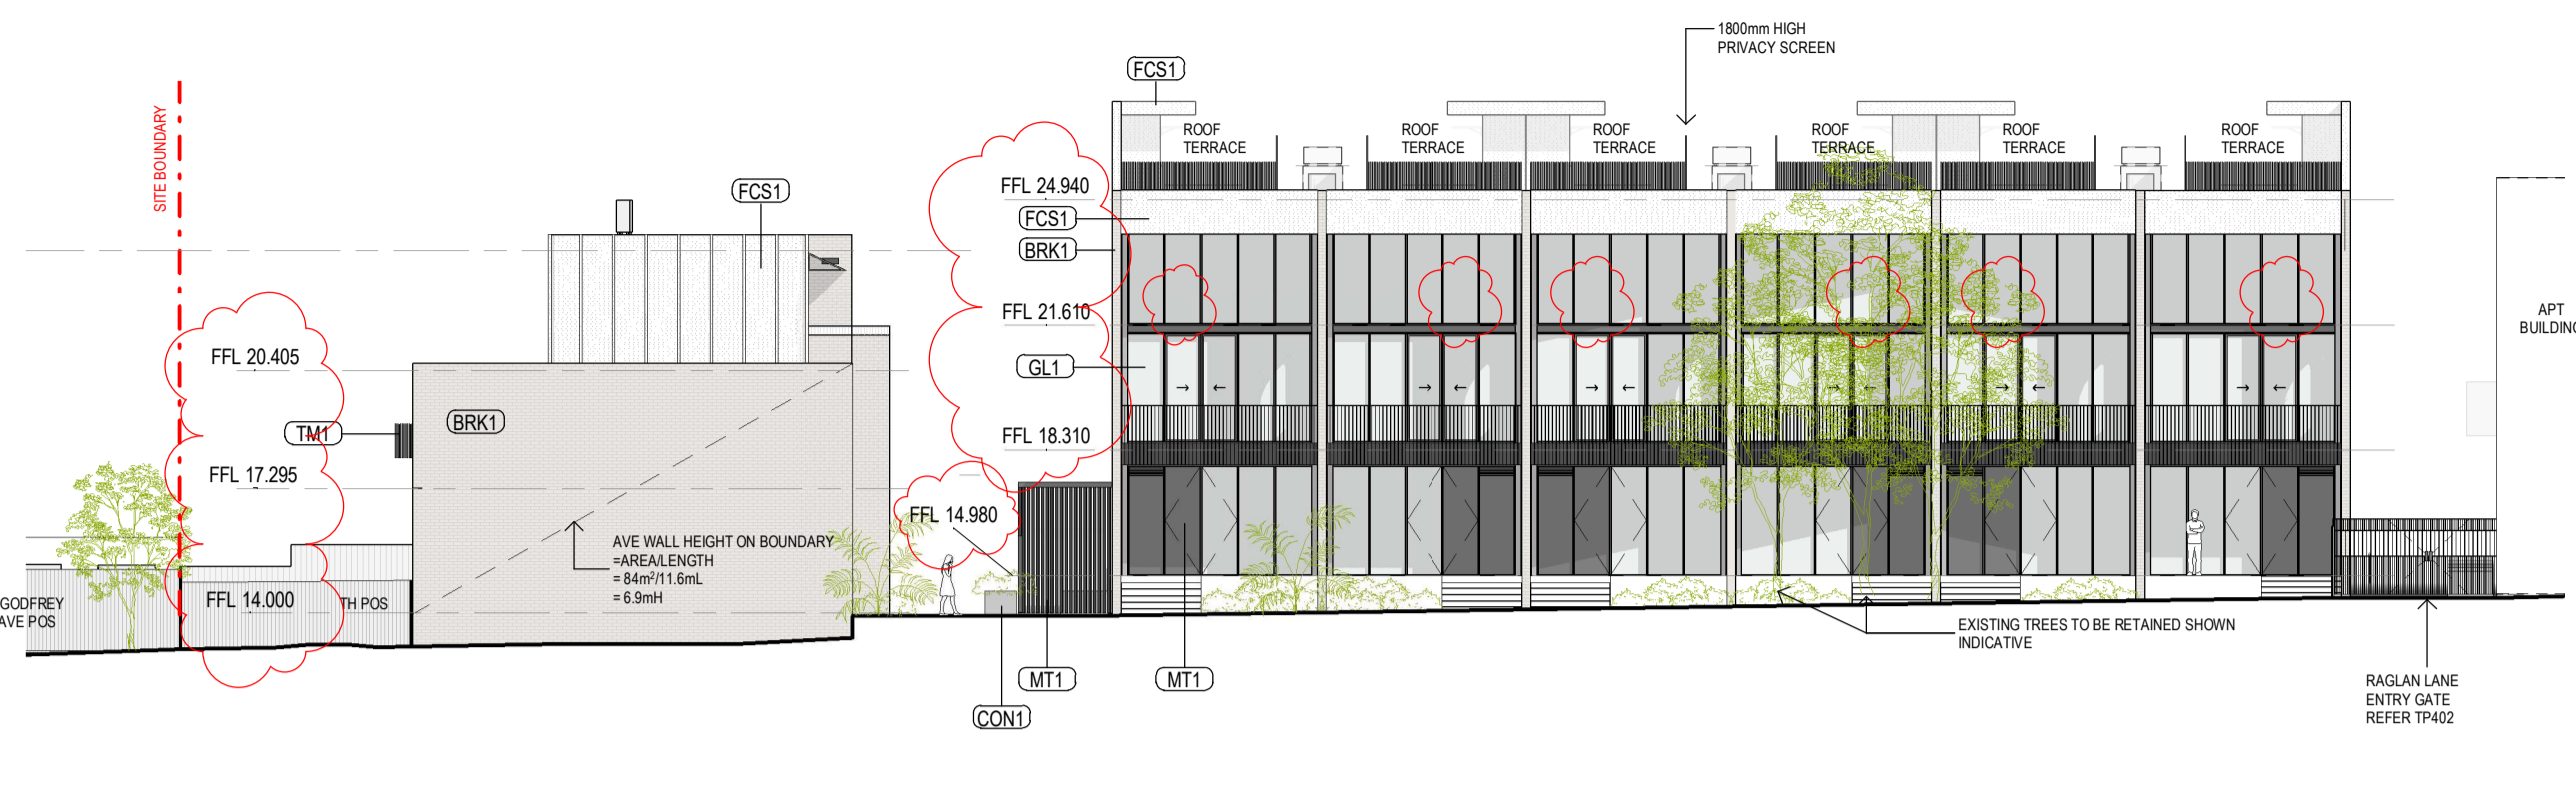 1800mm HIGH
PRIVACY SCREEN
FCS1
SITE BOUNDARY
ROOF
TERRACE
ROOF
TERRACE
ROOF
TERRACE
ROOF
TERRACE
ROOF
TERRACE
ROOF
TERRACE
FCS1
FFL 24.940
FCS1
BRK1
FFL 21.610
GL1
FFL 18.310
FFL 20.405
TM1
BRK1
FFL 17.295
FFL 14.980
AVE WALL HEIGHT ON BOUNDARY
=AREA/LENGTH
= 84m²/11.6mL
= 6.9mH
FFL 14.000
TH POS
GODFREY
AVE POS
APT
BUILDING
EXISTING TREES TO BE RETAINED SHOWN
INDICATIVE
MT1
MT1
CON1
RAGLAN LANE
ENTRY GATE
REFER TP402